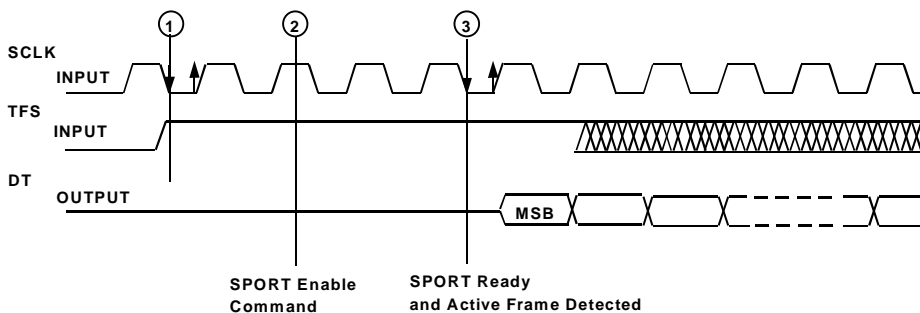 1
2
3
SCLK
INPUT
TFS
INPUT
DT
OUTPUT
MSB
SPORT Enable
Command
SPORT Ready
and Active Frame Detected